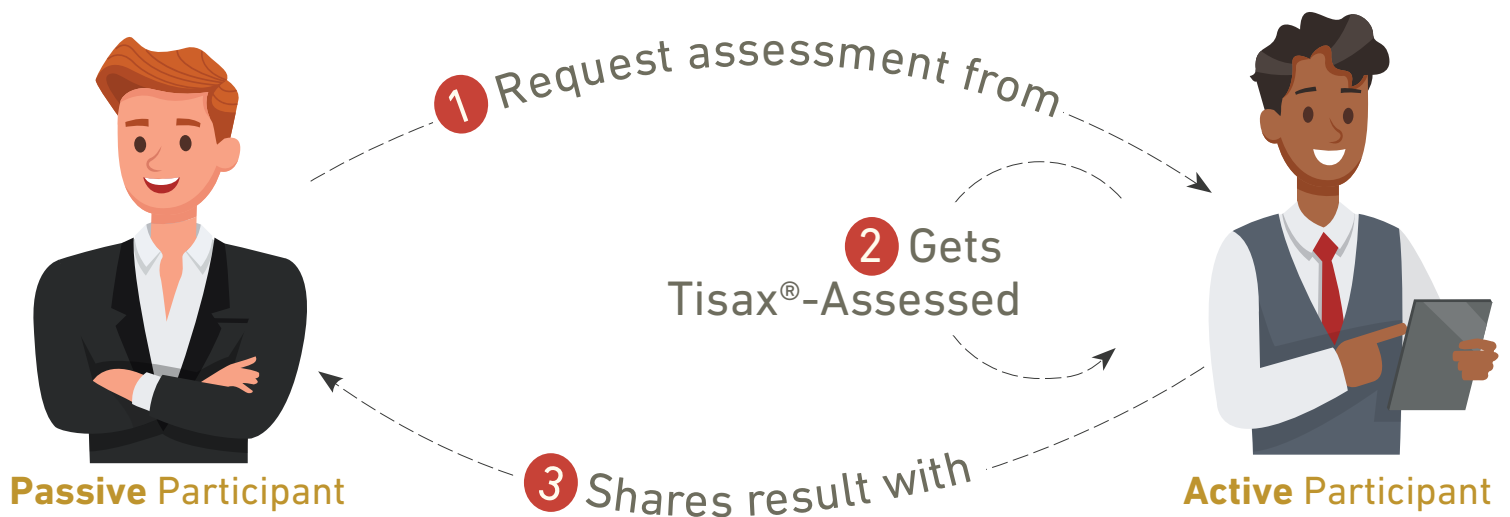 1 Request assessment from
2 Gets
Tisax®-Assessed
3 Shares result with
Passive Participant
Active Participant